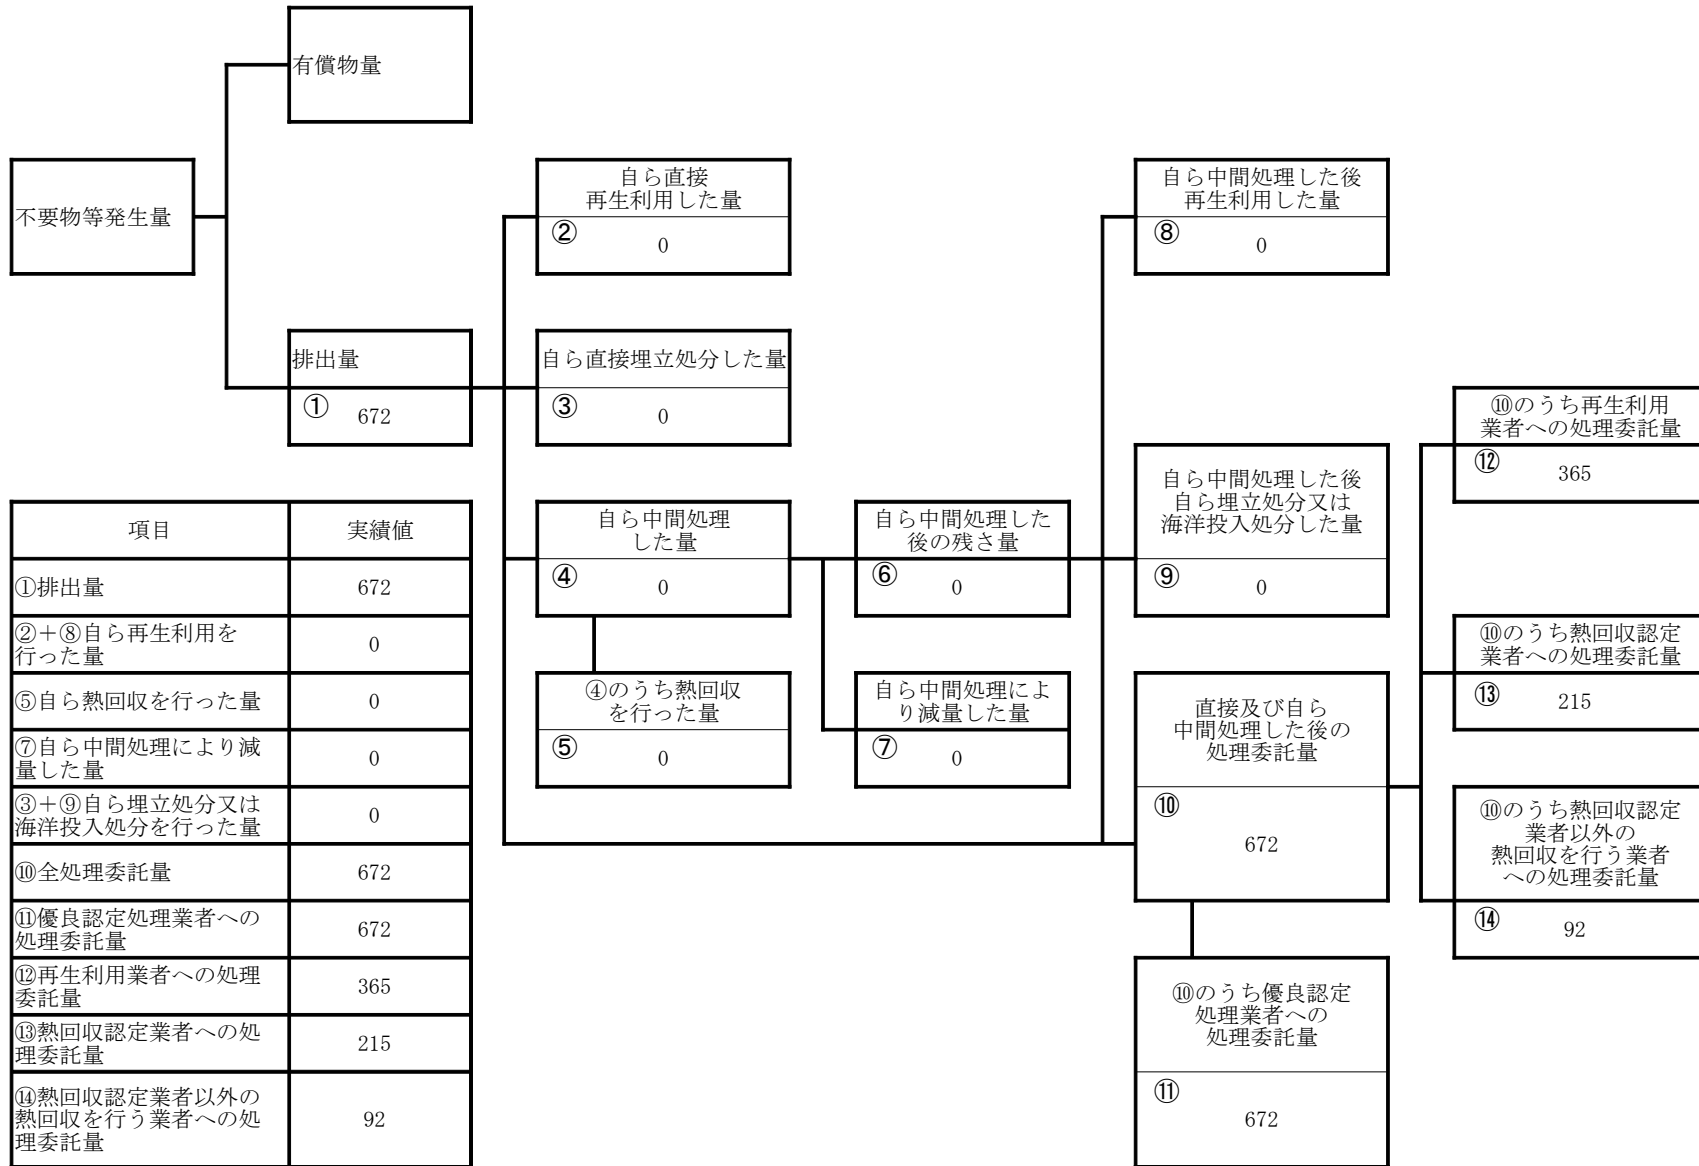 有償物量
不要物等発生量
自ら直接
再生利用した量
②
0
自ら中間処理した後
再生利用した量
⑧
0
排出量
①
672
自ら直接埋立処分した量
③
0
⑩のうち再生利用
業者への処理委託量
⑫
365
自ら中間処理
した量
④
0
自ら中間処理した
後の残さ量
⑥
0
自ら中間処理した後
自ら埋立処分又は
海洋投入処分した量
⑨
0
⑩のうち熱回収認定
業者への処理委託量
⑬
215
④のうち熱回収
を行った量
⑤
0
自ら中間処理によ
り減量した量
⑦
0
直接及び自ら
中間処理した後の
処理委託量
⑩
672
⑩のうち熱回収認定
業者以外の
熱回収を行う業者
への処理委託量
⑭
92
⑩のうち優良認定
処理業者への
処理委託量
⑪
672
項目 実績値
①排出量 672
②＋⑧自ら再生利用を
行った量 0
⑤自ら熱回収を行った量 0
⑦自ら中間処理により減
量した量 0
③＋⑨自ら埋立処分又は
海洋投入処分を行った量 0
⑩全処理委託量 672
⑪優良認定処理業者への
処理委託量 672
⑫再生利用業者への処理
委託量 365
⑬熱回収認定業者への処
理委託量 215
⑭熱回収認定業者以外の
熱回収を行う業者への処
理委託量 92